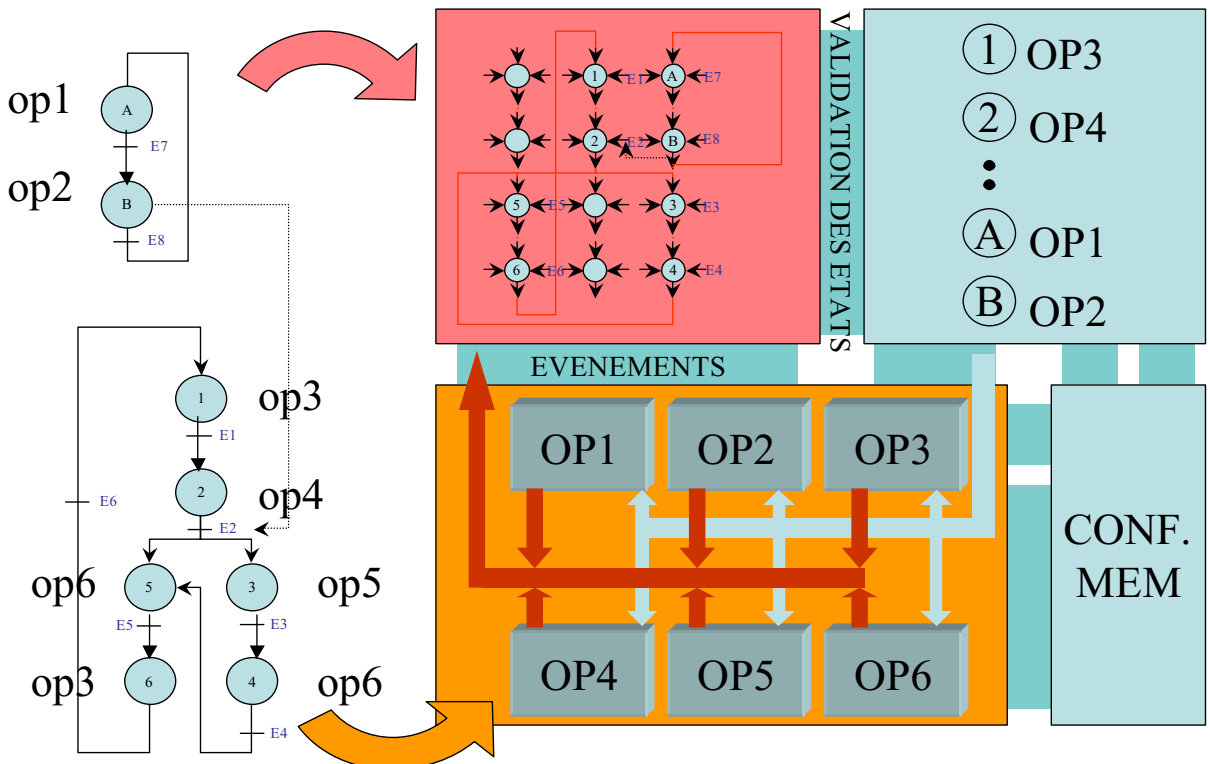 op1
A
E7
op2
B
E8
1
op3
E1
E6
2
op4
E2
op6
5
3
op5
E5
E3
op3
6
4
op6
E4
1
E1
A
E7
2
E2
B
E8
5
E5
3
E3
6
E6
4
E4
EVENEMENTS
VALIDATION DES ETATS
1 OP3
2 OP4
:
A OP1
B OP2
OP1 OP2 OP3
OP4 OP5 OP6
CONF.
MEM